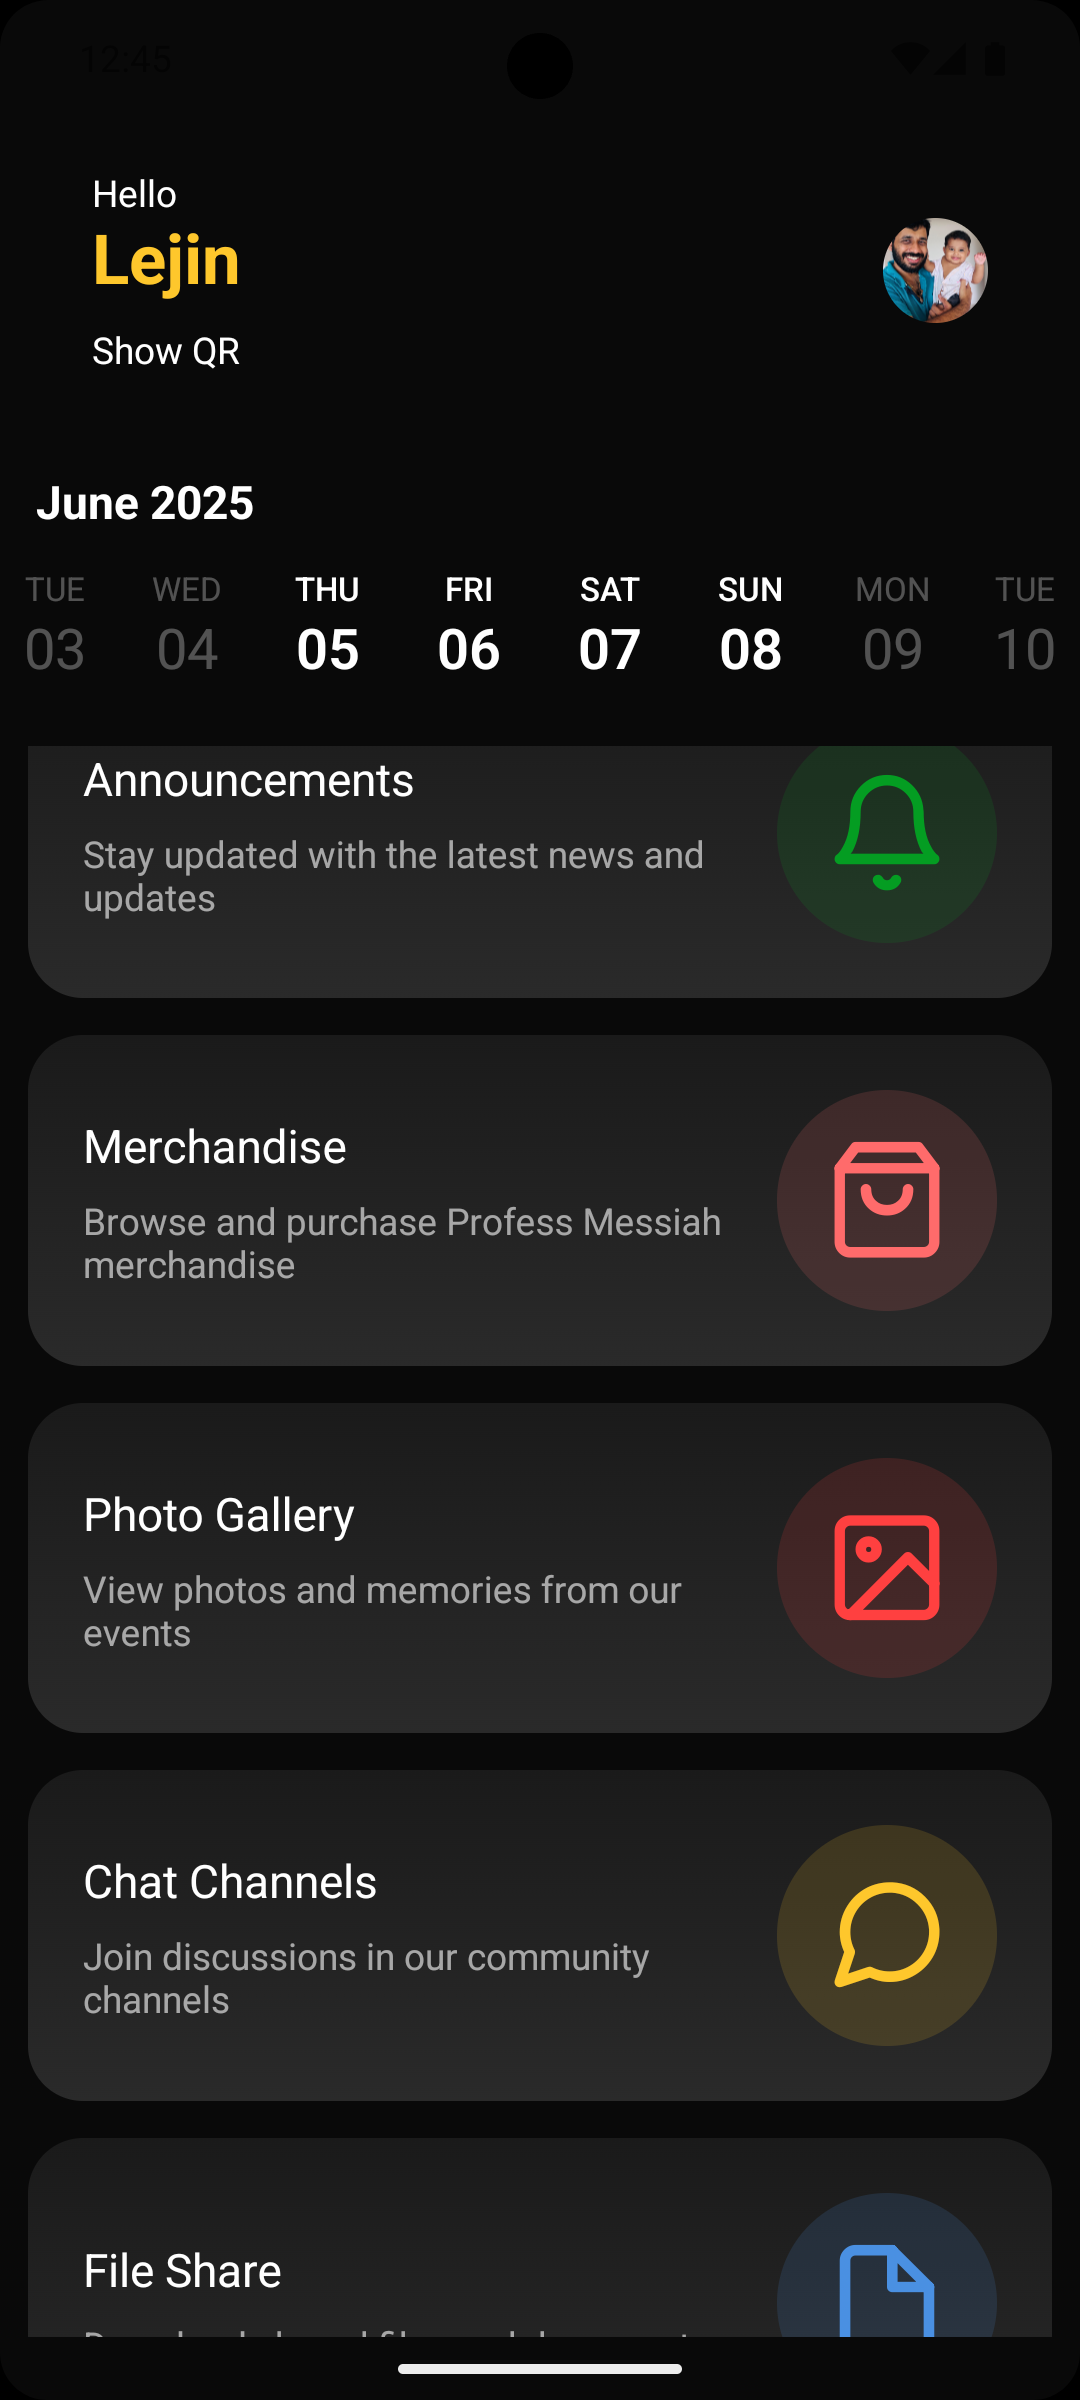 12:45
Hello
Lejin
Show QR
June 2025
TUE WED THU FRI SAT SUN MON TUE
03 04 05 06 07 08 09 10
Announcements
Stay updated with the latest news and
updates
Merchandise
Browse and purchase Profess Messiah
merchandise
Photo Gallery
View photos and memories from our
events
Chat Channels
Join discussions in our community
channels
File Share